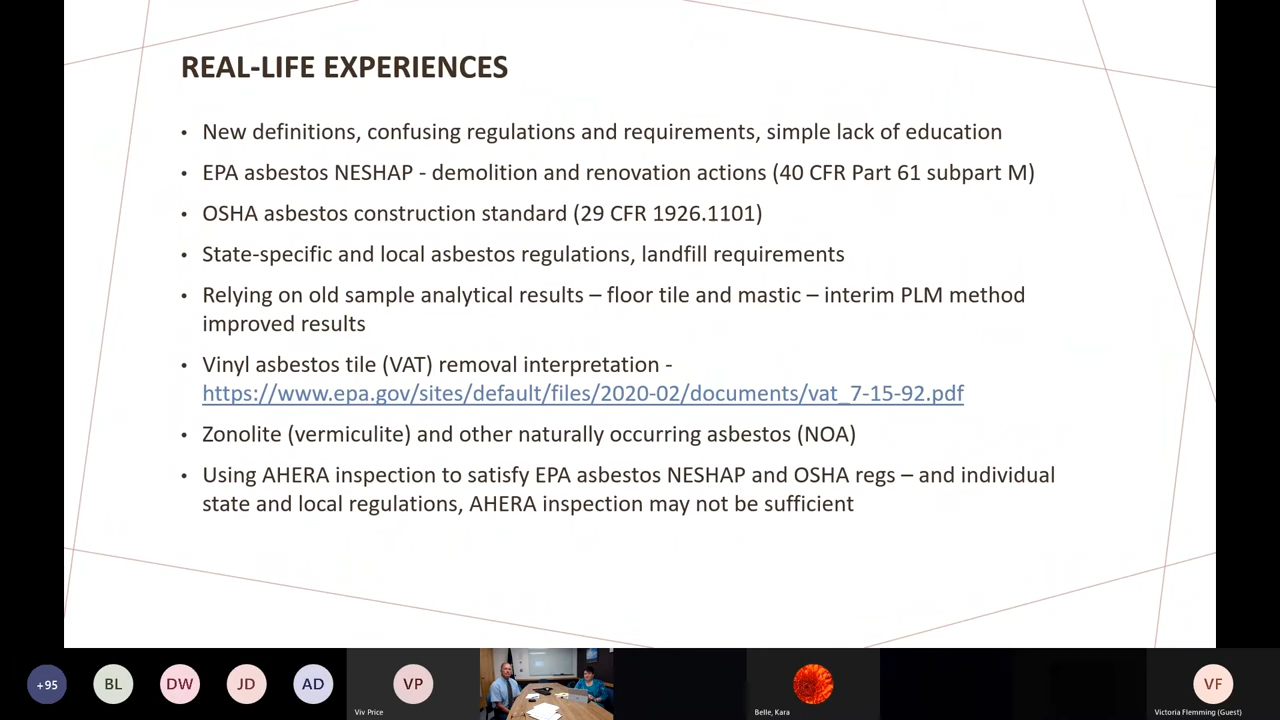 REAL-LIFE EXPERIENCES
• New definitions, confusing regulations and requirements, simple lack of education
• EPA asbestos NESHAP - demolition and renovation actions (40 CFR Part 61 subpart M)
• OSHA asbestos construction standard (29 CFR 1926.1101)
• State-specific and local asbestos regulations, landfill requirements
• Relying on old sample analytical results – floor tile and mastic – interim PLM method
improved results
• Vinyl asbestos tile (VAT) removal interpretation -
https://www.epa.gov/sites/default/files/2020-02/documents/vat_7-15-92.pdf
• Zonolite (vermiculite) and other naturally occurring asbestos (NOA)
• Using AHERA inspection to satisfy EPA asbestos NESHAP and OSHA regs – and individual
state and local regulations, AHERA inspection may not be sufficient
+95
BL
DW
JD
AD
VP
Viv Price
Belle, Kara
VF
Victoria Flemming (Guest)